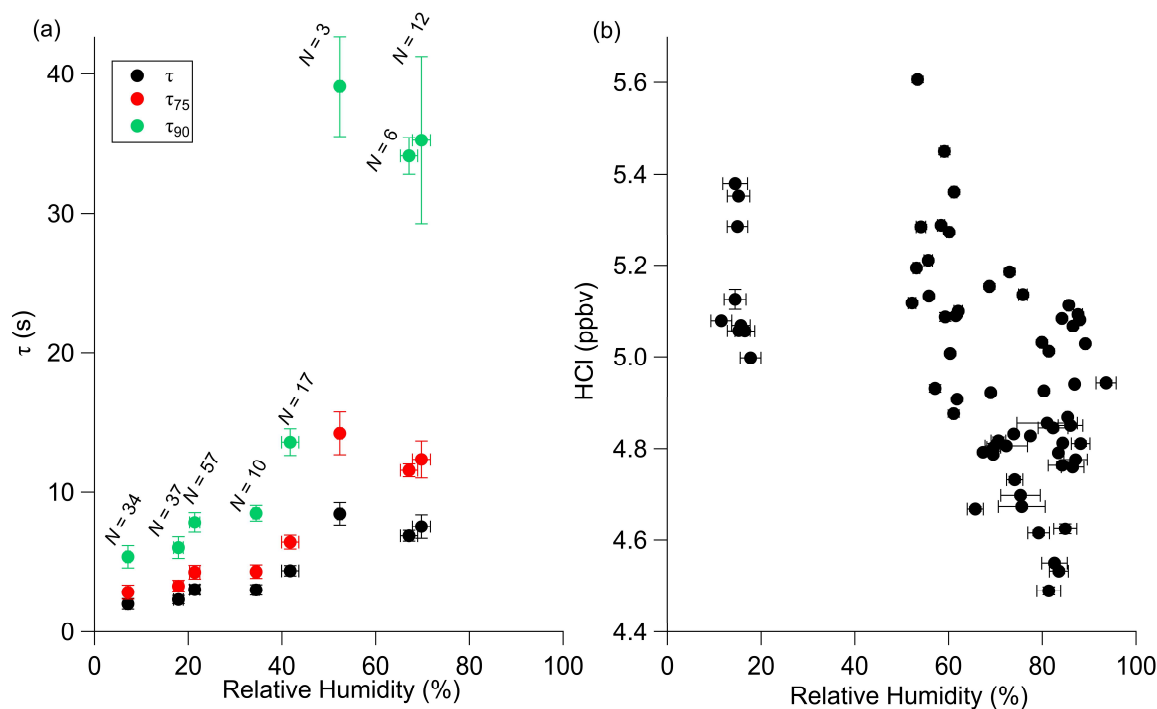 (a)
τ
τ75
τ90
N = 3
N = 12
N = 6
N = 17
N = 10
N = 57
N = 37
N = 34
40
30
20
10
0
τ (s)
0 20 40 60 80 100
Relative Humidity (%)
(b)
5.6
5.4
5.2
5.0
4.8
4.6
4.4
HCl (ppbv)
0 20 40 60 80 100
Relative Humidity (%)